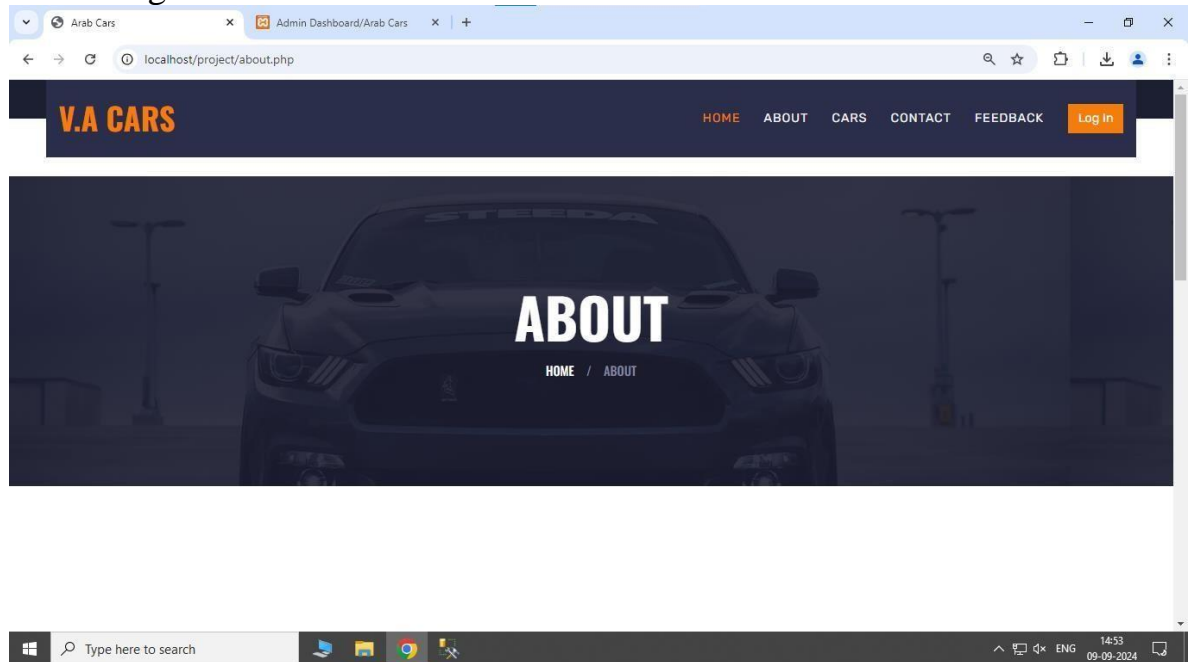 Arab Cars
Admin Dashboard/Arab Cars
localhost/project/about.php
V.A CARS
HOME ABOUT CARS CONTACT FEEDBACK Log In
STEEDA
ABOUT
HOME / ABOUT
Type here to search
ENG
14:53
09-09-2024